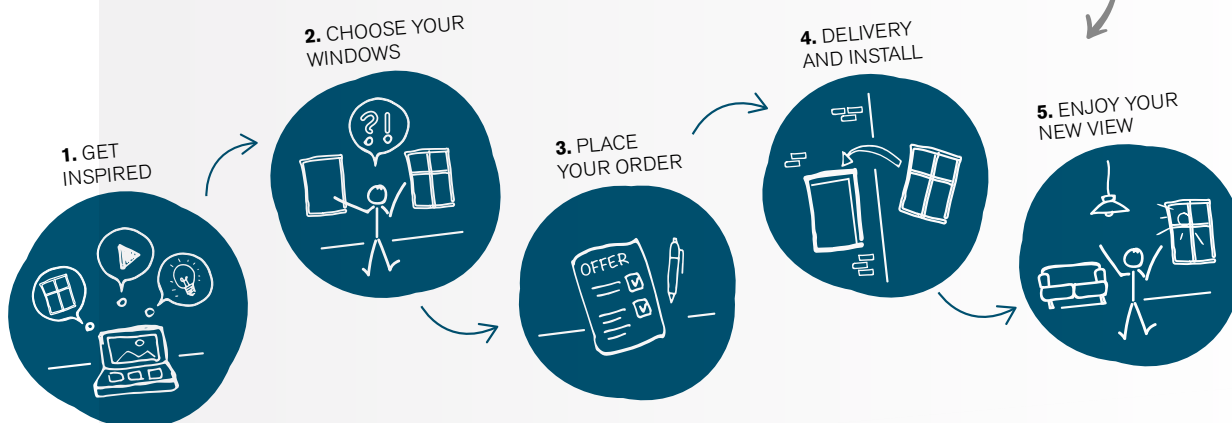 1. GET
INSPIRED
2. CHOOSE YOUR
WINDOWS
?!
3. PLACE
YOUR ORDER
OFFER
4. DELIVERY
AND INSTALL
5. ENJOY YOUR
NEW VIEW